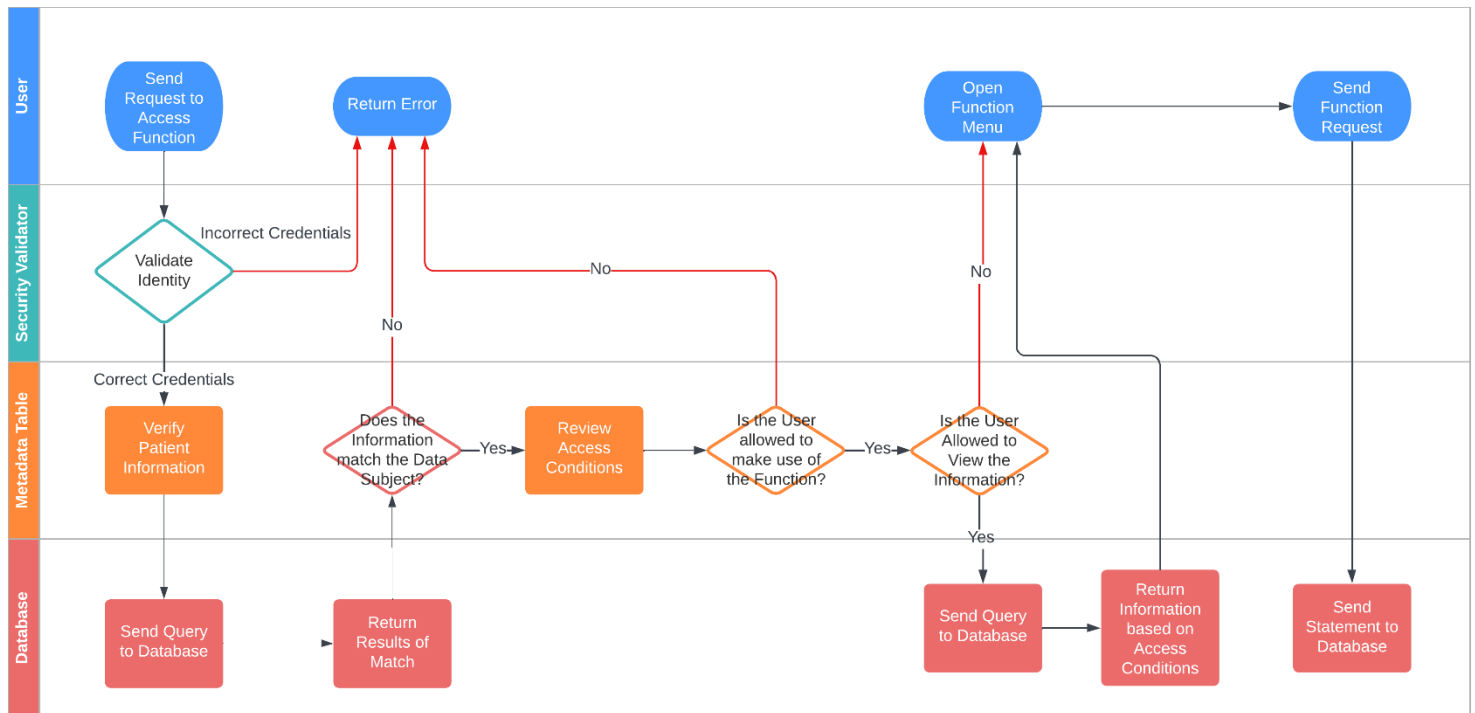 User
Send
Request to
Access
Function
Return Error
Open
Function
Menu
Send
Function
Request
Security Validator
Validate
Identity
Incorrect Credentials
No
No
No
Correct Credentials
Metadata Table
Verify
Patient
Information
Does the
Information
match the Data
Subject?
Yes
Review
Access
Conditions
Is the User
allowed to
make use of
the Function?
Yes
Is the User
Allowed to
View the
Information?
Yes
Database
Send Query
to Database
Return
Results of
Match
Send Query
to Database
Return
Information
based on
Access
Conditions
Send
Statement to
Database